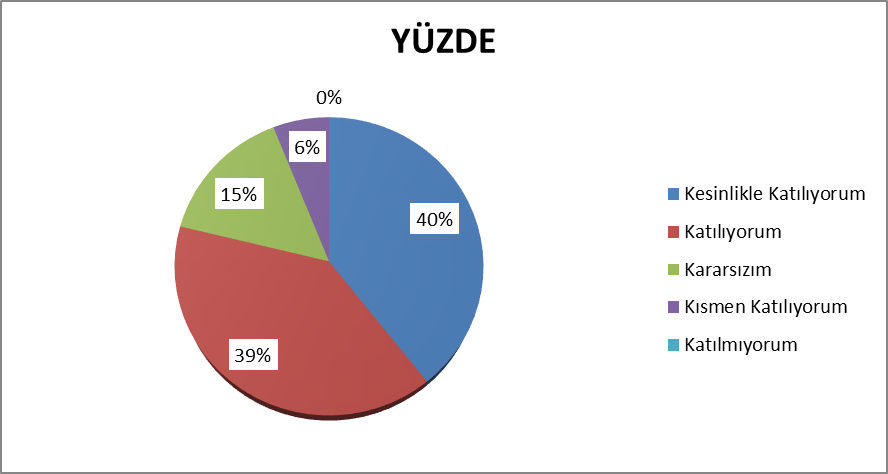 YÜZDE
0%
6%
15%
40%
39%
Kesinlikle Katılıyorum
Katılıyorum
Kararsızım
Kısmen Katılıyorum
Katılmıyorum